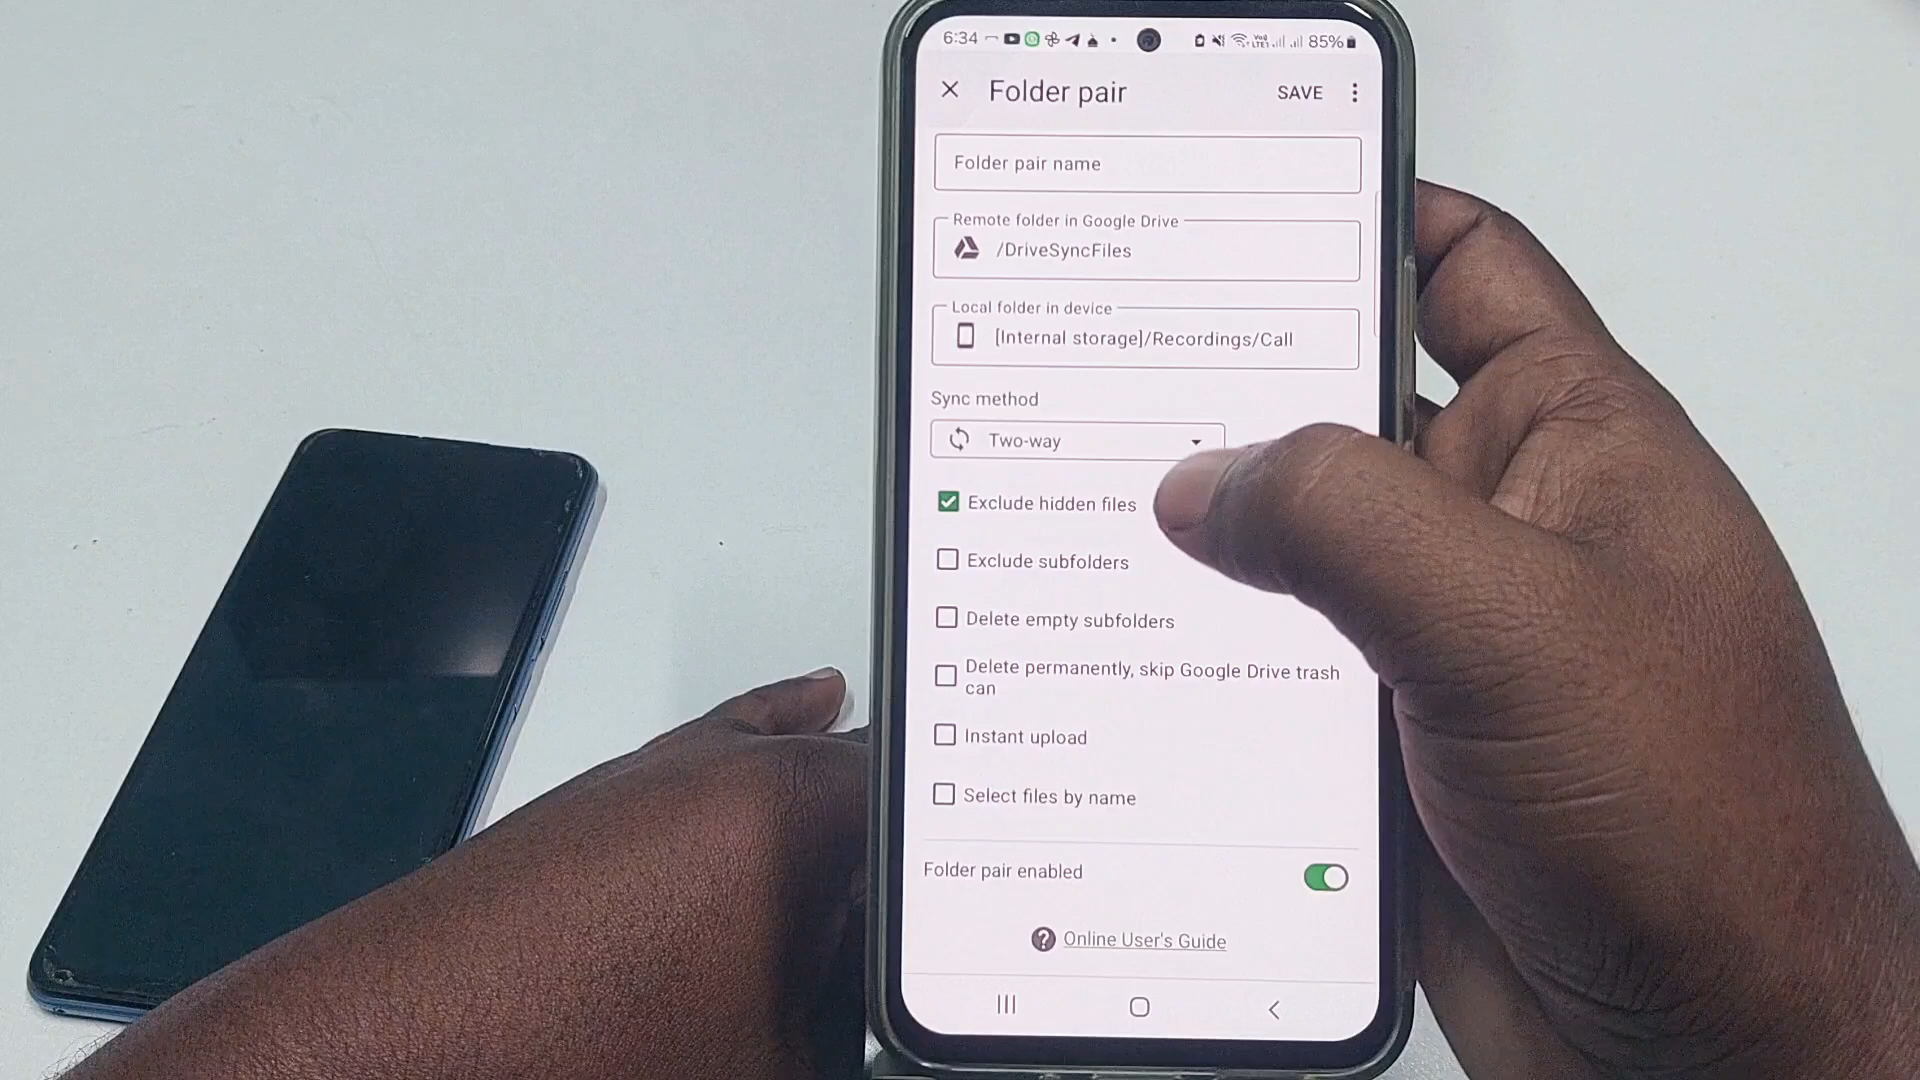 6:34
VoLTE1 85%
Folder pair
SAVE
Folder pair name
Remote folder in Google Drive
/DriveSyncFiles
Local folder in device
[Internal storage]/Recordings/Call
Sync method
Two-way
Exclude hidden files
Exclude subfolders
Delete empty subfolders
Delete permanently, skip Google Drive trash
can
Instant upload
Select files by name
Folder pair enabled
Online User's Guide